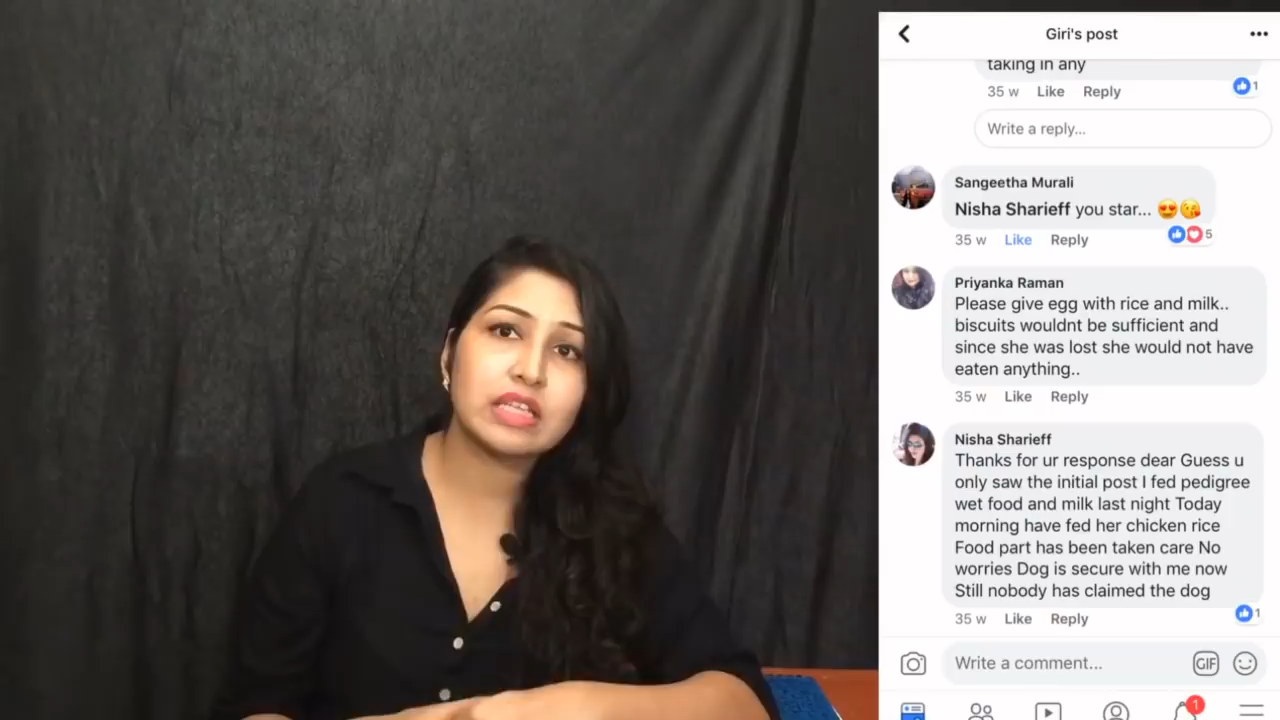 Giri's post
taking in any
35 w Like Reply 1
Write a reply...
Sangeetha Murali
Nisha Sharieff you star... 😍😘
35 w Like Reply 5
Priyanka Raman
Please give egg with rice and milk..
biscuits wouldnt be sufficient and
since she was lost she would not have
eaten anything..
35 w Like Reply
Nisha Sharieff
Thanks for ur response dear Guess u
only saw the initial post I fed pedigree
wet food and milk last night Today
morning have fed her chicken rice
Food part has been taken care No
worries Dog is secure with me now
Still nobody has claimed the dog
35 w Like Reply 1
Write a comment... GIF
1